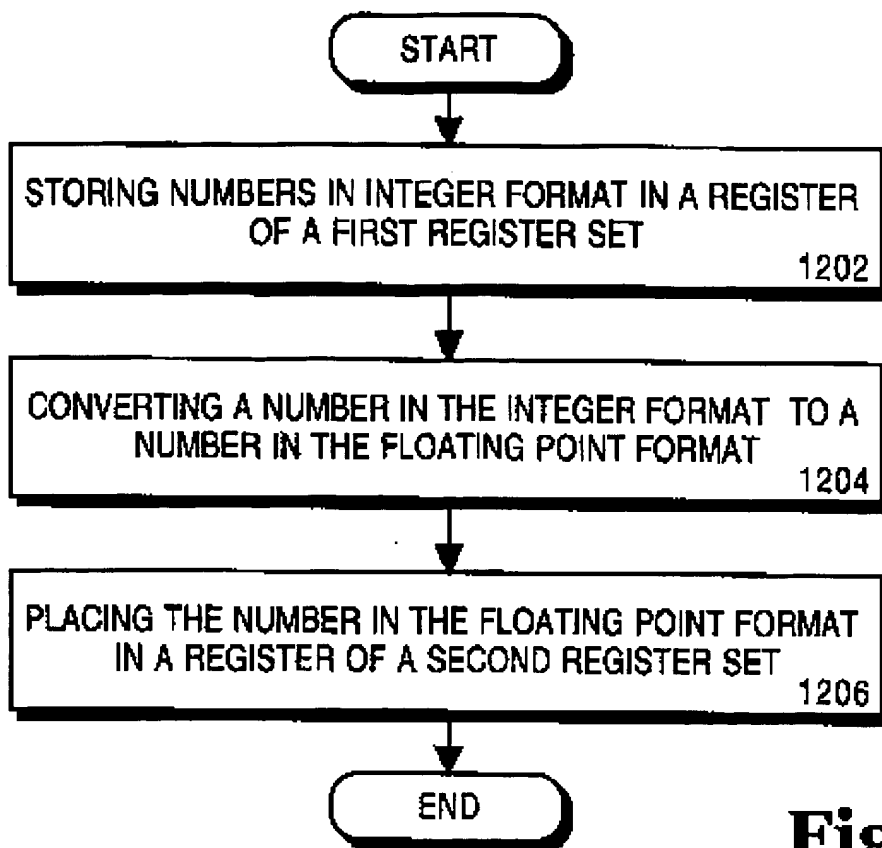 START
STORING NUMBERS IN INTEGER FORMAT IN A REGISTER
OF A FIRST REGISTER SET
1202
CONVERTING A NUMBER IN THE INTEGER FORMAT TO A
NUMBER IN THE FLOATING POINT FORMAT
1204
PLACING THE NUMBER IN THE FLOATING POINT FORMAT
IN A REGISTER OF A SECOND REGISTER SET
1206
END
Fig